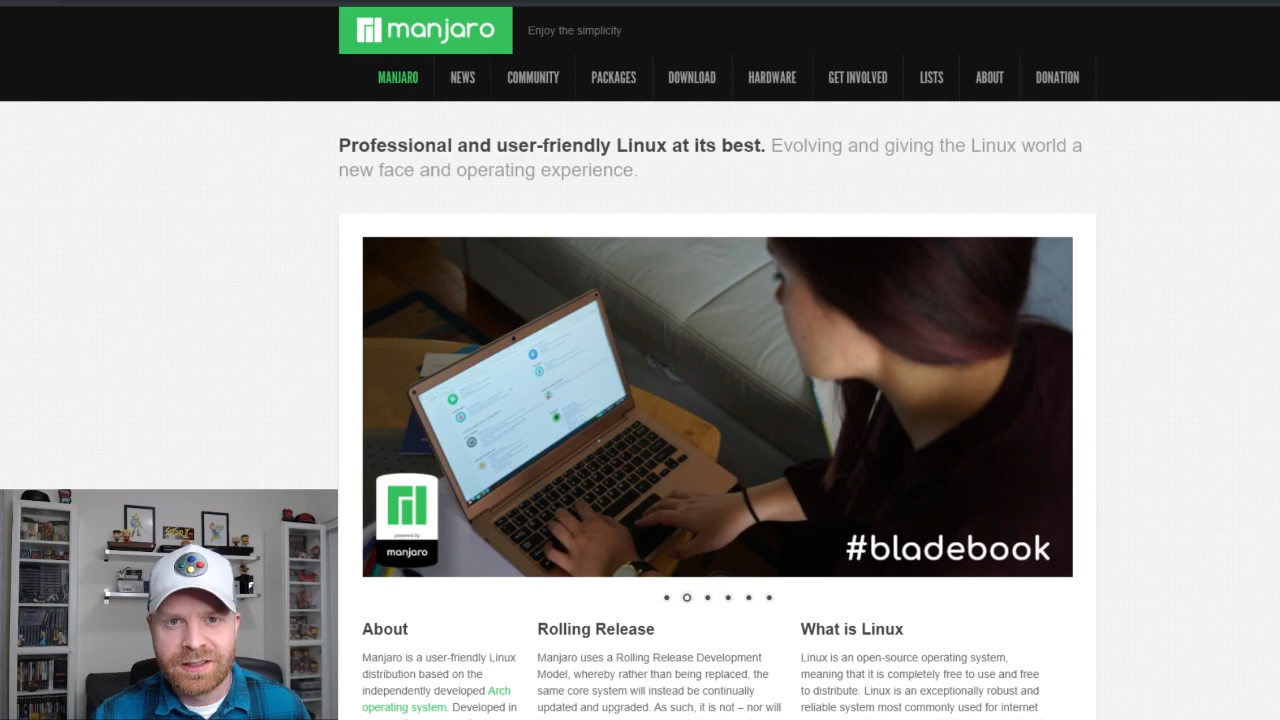 manjaro
Enjoy the simplicity
MANJARO
NEWS
COMMUNITY
PACKAGES
DOWNLOAD
HARDWARE
GET INVOLVED
LISTS
ABOUT
DONATION
Professional and user-friendly Linux at its best. Evolving and giving the Linux world a
new face and operating experience.
powered by
manjaro
#bladebook
About
Manjaro is a user-friendly Linux
distribution based on the
independently developed Arch
operating system. Developed in
Rolling Release
Manjaro uses a Rolling Release Development
Model, whereby rather than being replaced, the
same core system will instead be continually
updated and upgraded. As such, it is not – nor will
What is Linux
Linux is an open-source operating system,
meaning that it is completely free to use and free
to distribute. Linux is an exceptionally robust and
reliable system most commonly used for internet